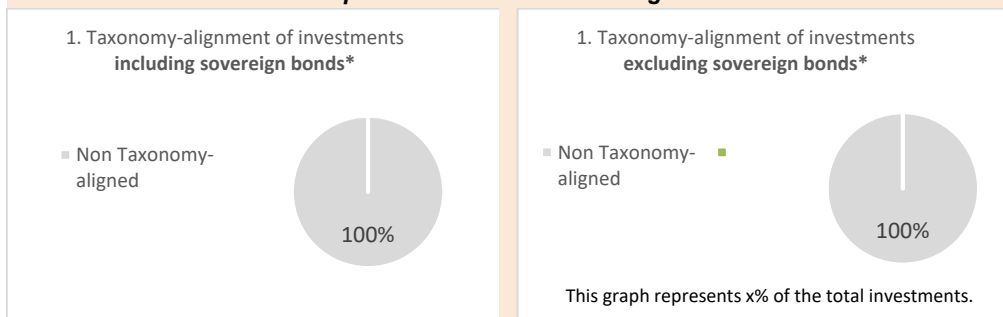 1. Taxonomy-alignment of investments
including sovereign bonds*
Non Taxonomy-
aligned
100%
1. Taxonomy-alignment of investments
excluding sovereign bonds*
Non Taxonomy-
aligned
100%
This graph represents x% of the total investments.